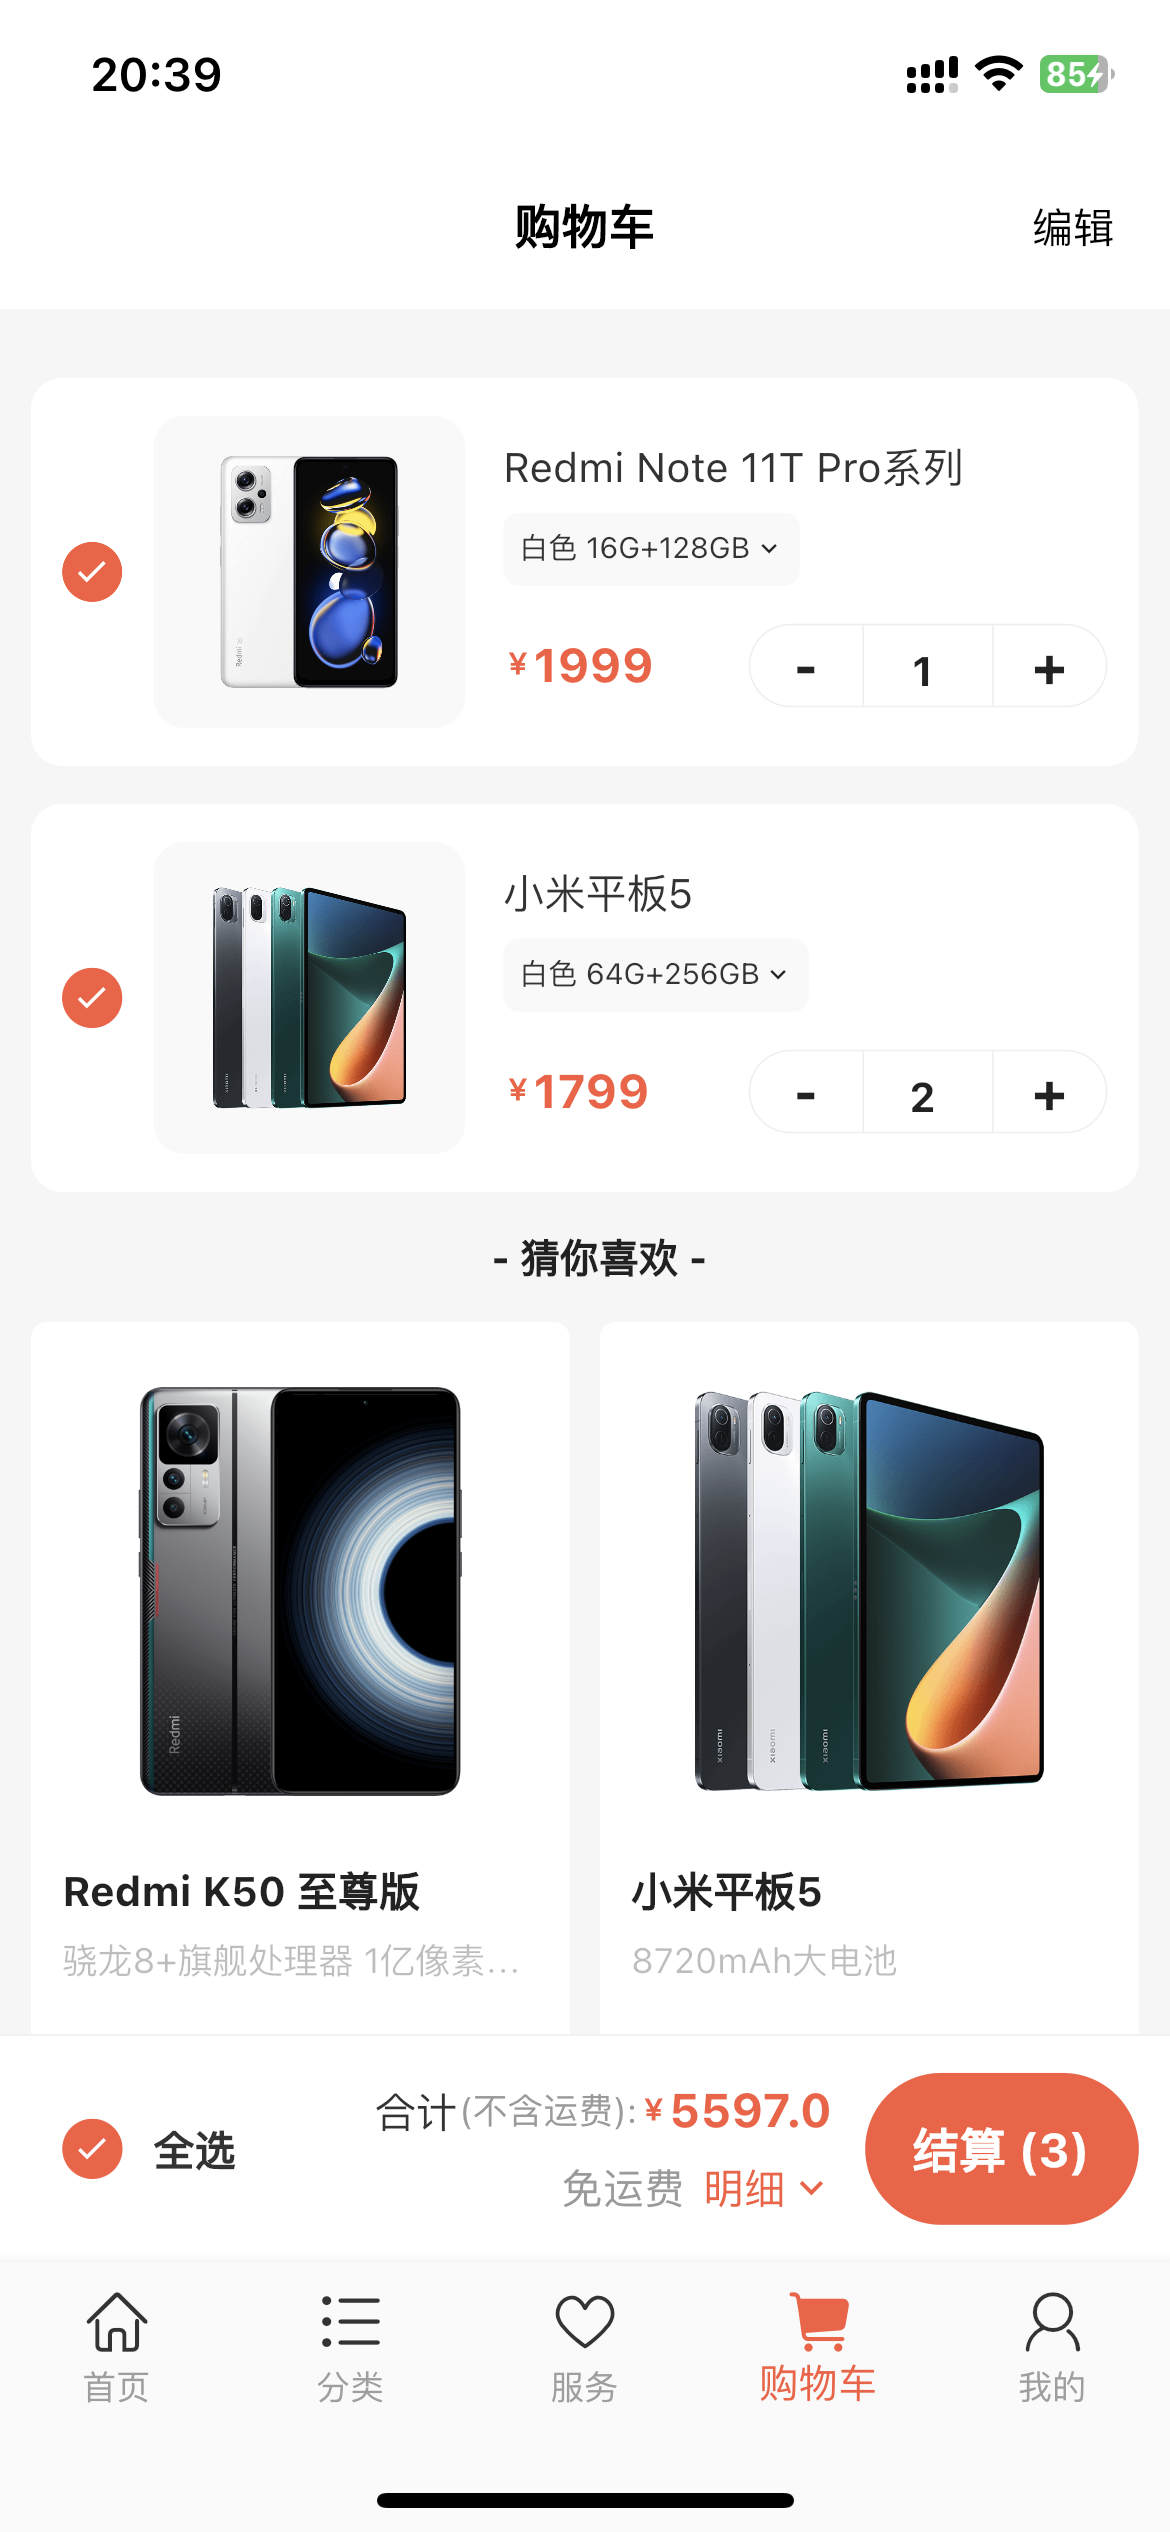 20:39
85
购物车
编辑
Redmi Note 11T Pro系列
白色 16G+128GB
¥1999
- 1 +
小米平板5
白色 64G+256GB
¥1799
- 2 +
- 猜你喜欢 -
Redmi
xiaomi
xiaomi
xiaomi
Redmi K50 至尊版
骁龙8+旗舰处理器 1亿像素...
小米平板5
8720mAh大电池
全选
合计(不含运费):¥5597.0
免运费 明细
结算 (3)
首页
分类
服务
购物车
我的